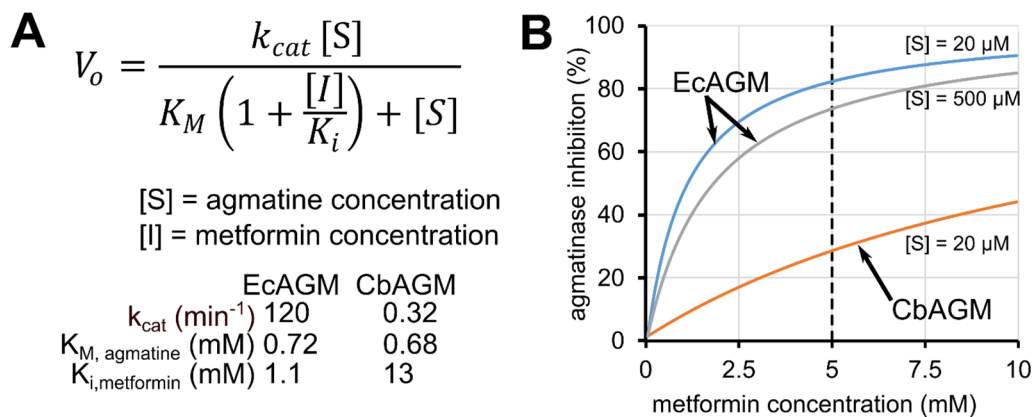 A
V_o = k_cat [S] / (K_M (1 + [I]/K_i) + [S])
[S] = agmatine concentration
[I] = metformin concentration
EcAGM CbAGM
k_cat (min⁻¹) 120 0.32
K_M, agmatine (mM) 0.72 0.68
K_i,metformin (mM) 1.1 13
B
agmatinase inhibiiton (%)
100
80
60
40
20
0
[S] = 20 µM
EcAGM
[S] = 500 µM
[S] = 20 µM
CbAGM
0 2.5 5 7.5 10
metformin concentration (mM)